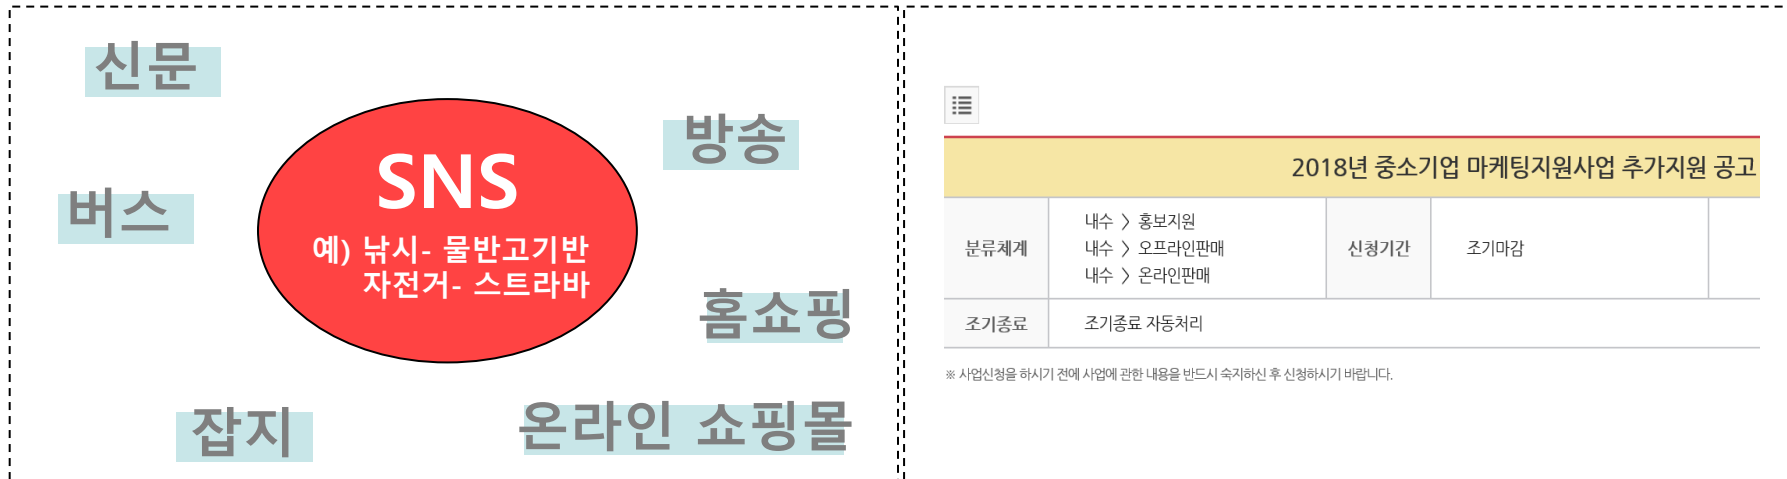 신문
방송
버스
SNS
예) 낚시- 물반고기반
자전거- 스트라바
홈쇼핑
잡지
온라인 쇼핑몰
2018년 중소기업 마케팅지원사업 추가지원 공고
분류체계
내수 > 홍보지원
내수 > 오프라인판매
내수 > 온라인판매
신청기간
조기마감
조기종료
조기종료 자동처리
※ 사업신청을 하시기 전에 사업에 관한 내용을 반드시 숙지하신 후 신청하시기 바랍니다.